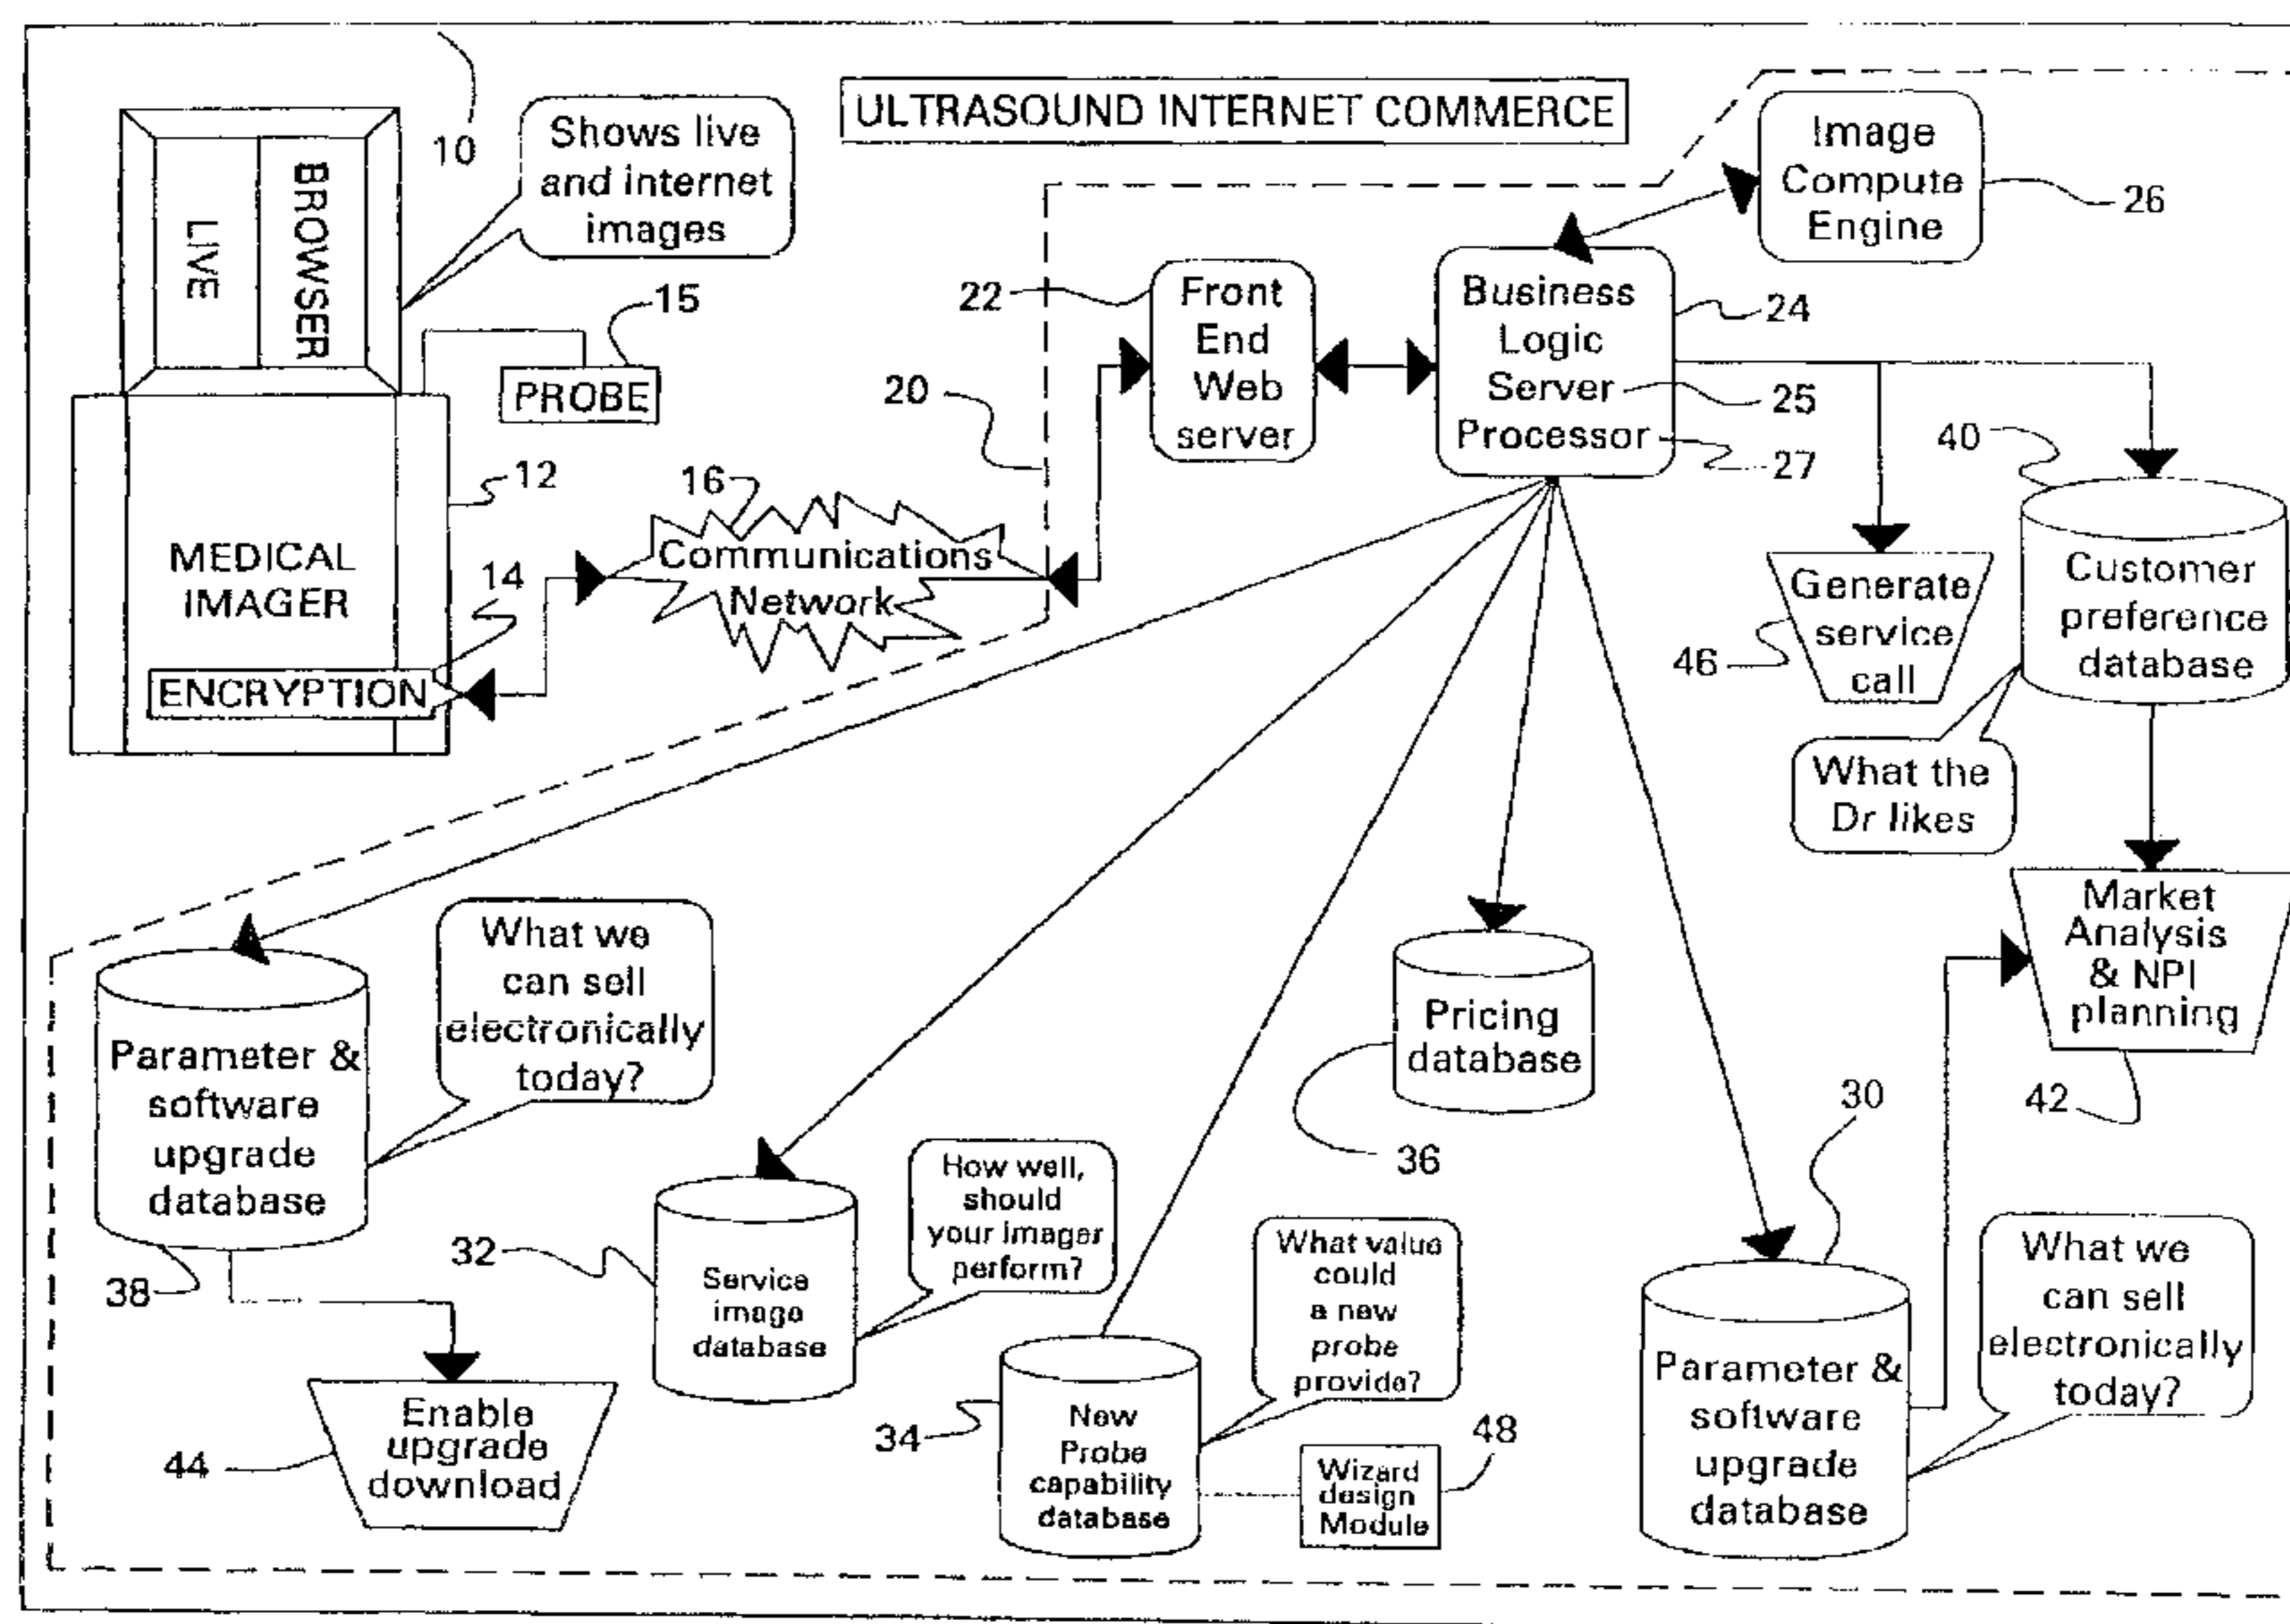 ULTRASOUND INTERNET COMMERCE
10
LIVE
BROWSER
Shows live
and internet
images
15
PROBE
12
MEDICAL
IMAGER
14
ENCRYPTION
16
Communications
Network
20
22
Front
End
Web
server
Business
Logic
Server
Processor
24
25
27
Image
Compute
Engine
26
40
Customer
preference
database
Generate
service
call
46
What the
Dr likes
Market
Analysis
& NPI
planning
42
Parameter &
software
upgrade
database
38
What we
can sell
electronically
today?
Enable
upgrade
download
44
32
Service
image
database
How well,
should
your imager
perform?
34
New
Probe
capability
database
What value
could
a new
probe
provide?
Wizard
design
Module
48
Pricing
database
36
30
Parameter &
software
upgrade
database
What we
can sell
electronically
today?